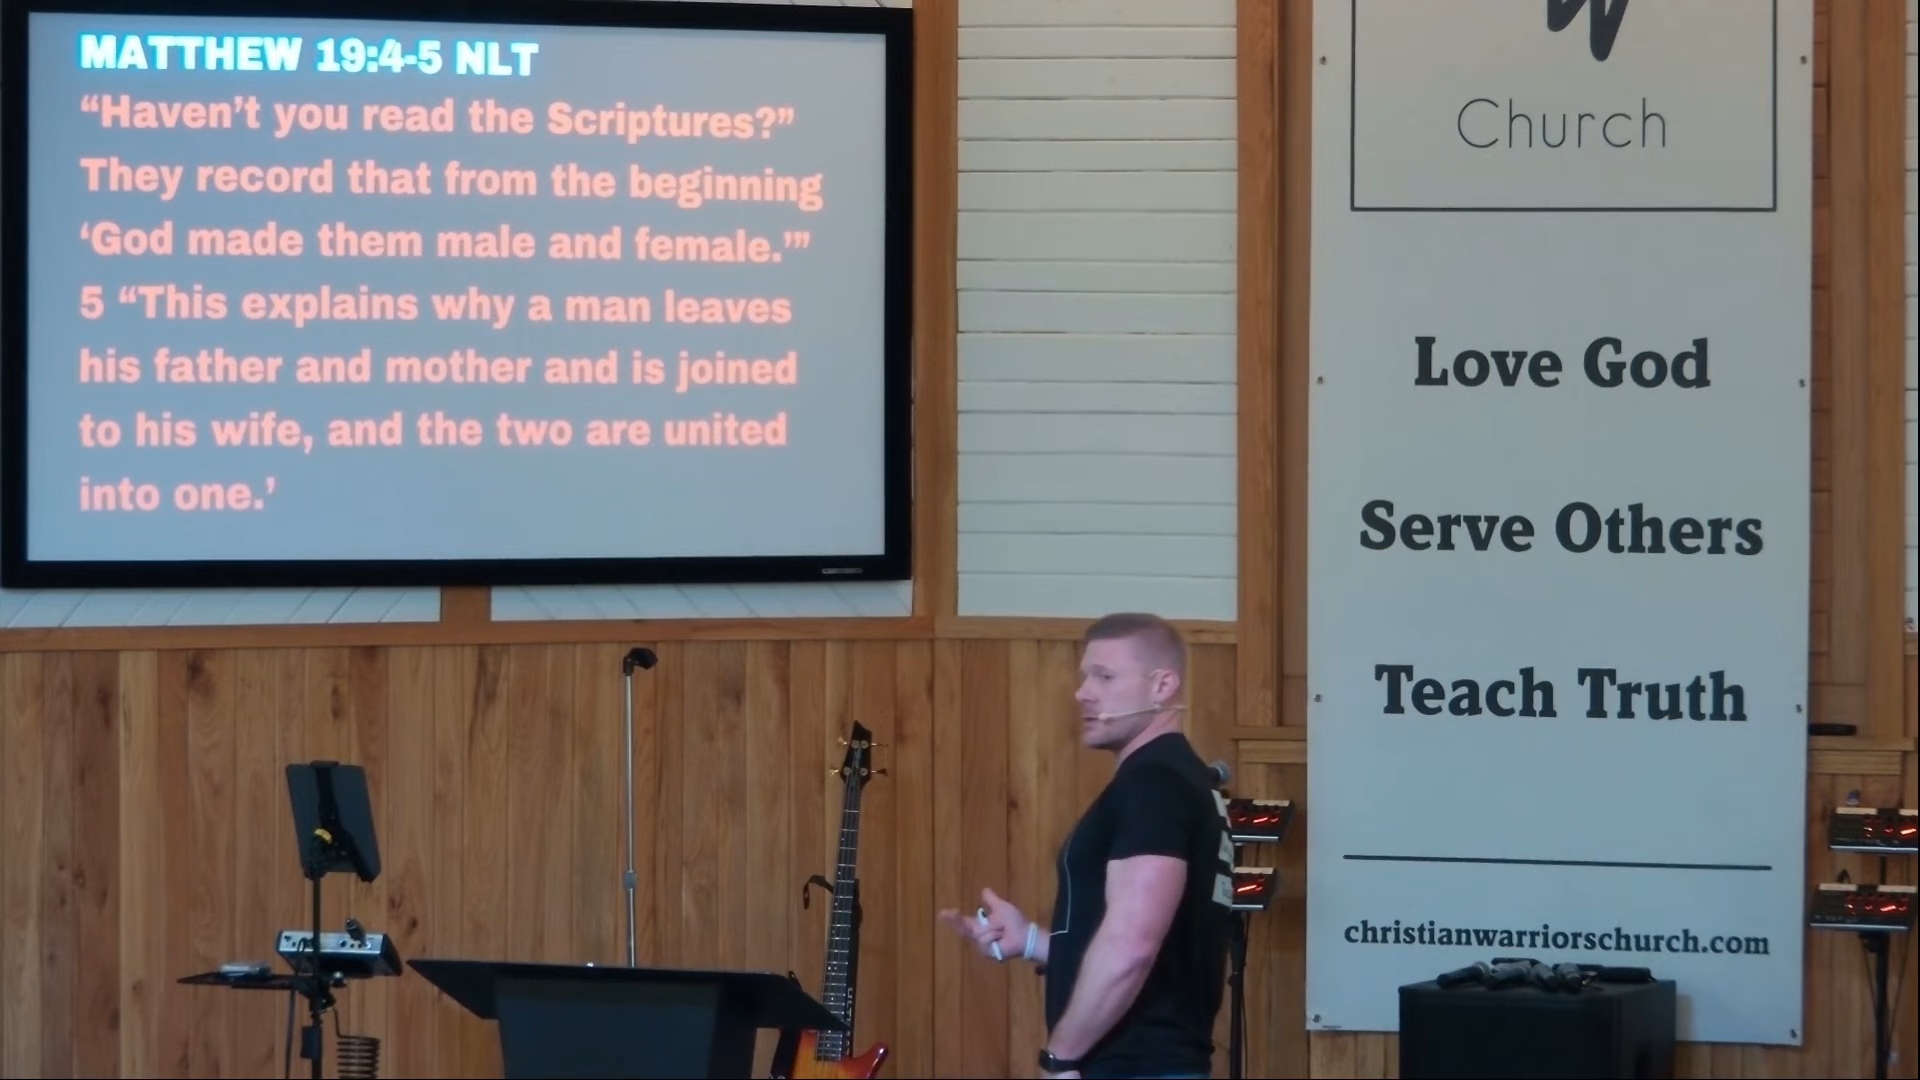 MATTHEW 19:4-5 NLT
“Haven’t you read the Scriptures?”
They record that from the beginning
‘God made them male and female.’”
5 “This explains why a man leaves
his father and mother and is joined
to his wife, and the two are united
into one.’
Church
Love God
Serve Others
Teach Truth
christianwarriorschurch.com